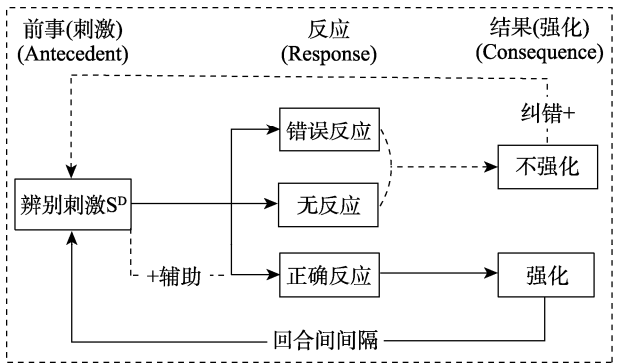 前事(刺激)
(Antecedent)
反应
(Response)
结果(强化)
(Consequence)
纠错+
错误反应
不强化
辨别刺激Sᴰ
无反应
+辅助
正确反应
强化
回合间间隔